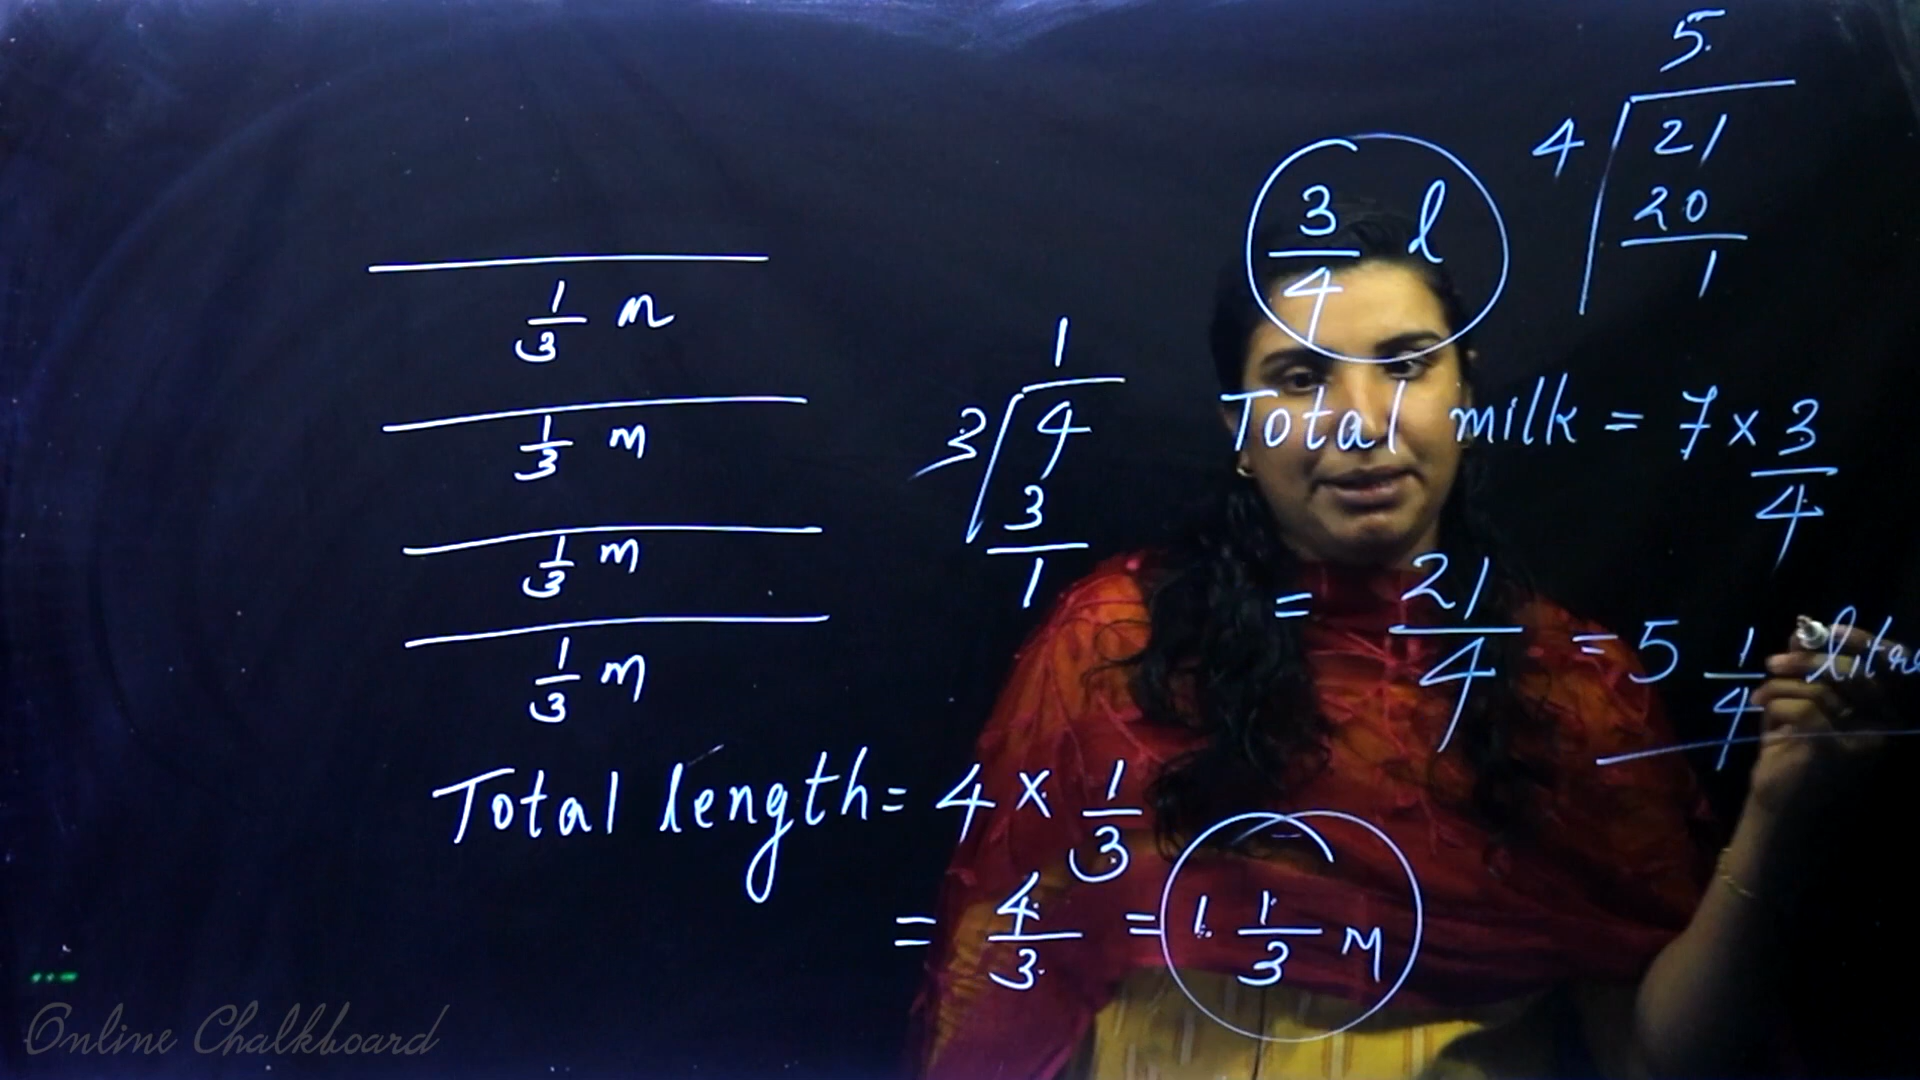 1/3 m
1/3 m
1/3 m
1/3 m
Total length = 4 × 1/3
= 4/3 = 1 1/3 m
1
3 4
3
1
3/4 l
5
4 21
20
1
Total milk = 7 × 3/4
= 21/4 = 5 1/4 litre
Online Chalkboard